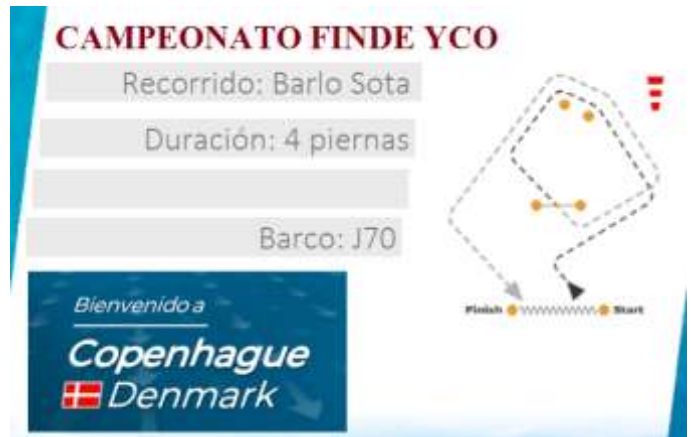 CAMPEONATO FINDE YCO
Recorrido: Barlo Sota
Duración: 4 piernas
Barco: J70
Bienvenido a
Copenhague
Denmark
Finish
Start